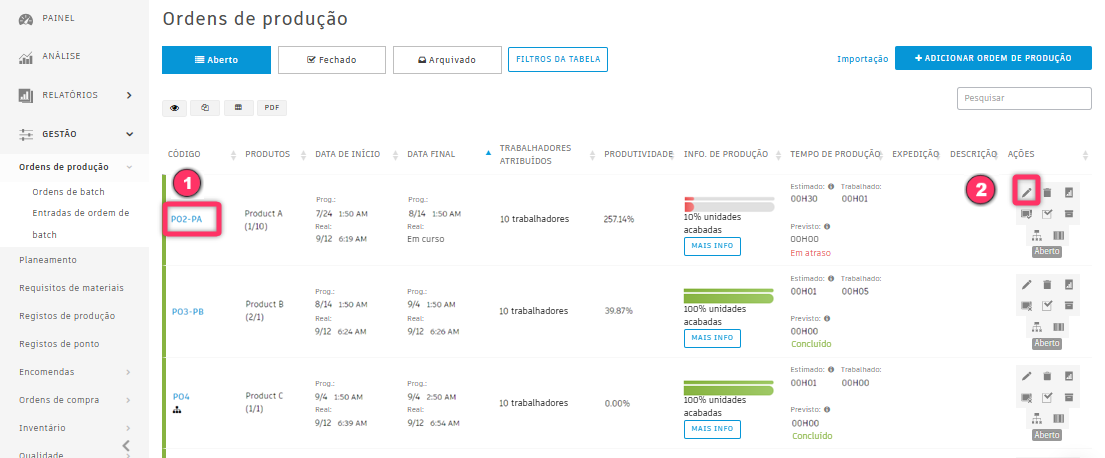 PAINEL
ANÁLISE
RELATÓRIOS
GESTÃO
Ordens de produção
Ordens de batch
Entradas de ordem de
batch
Planeamento
Requisitos de materiais
Registos de produção
Registos de ponto
Encomendas
Ordens de compra
Inventário
Qualidade
Ordens de produção
Aberto
Fechado
Arquivado
FILTROS DA TABELA
Importação
+ ADICIONAR ORDEM DE PRODUÇÃO
PDF
Pesquisar
CÓDIGO PRODUTOS DATA DE INÍCIO DATA FINAL TRABALHADORES ATRIBUÍDOS PRODUTIVIDADE INFO. DE PRODUÇÃO TEMPO DE PRODUÇÃO EXPEDIÇÃO DESCRIÇÃO AÇÕES
1
2
PO2-PA
Product A
(1/10)
Prog.:
7/24 1:50 AM
Real:
9/12 6:19 AM
Prog.:
8/14 1:50 AM
Real:
Em curso
10 trabalhadores
257.14%
10% unidades
acabadas
MAIS INFO
Estimado: Trabalhado:
00H30 00H01
Previsto:
00H00
Em atraso
Aberto
PO3-PB
Product B
(2/1)
Prog.:
8/14 1:50 AM
Real:
9/12 6:24 AM
Prog.:
9/4 1:50 AM
Real:
9/12 6:26 AM
10 trabalhadores
39.87%
100% unidades
acabadas
MAIS INFO
Estimado: Trabalhado:
00H01 00H05
Previsto:
00H00
Concluído
Aberto
PO4
Product C
(1/1)
Prog.:
9/4 1:50 AM
Real:
9/12 6:39 AM
Prog.:
9/4 2:50 AM
Real:
9/12 6:54 AM
10 trabalhadores
0.00%
100% unidades
acabadas
MAIS INFO
Estimado: Trabalhado:
00H01 00H00
Previsto:
00H00
Concluído
Aberto